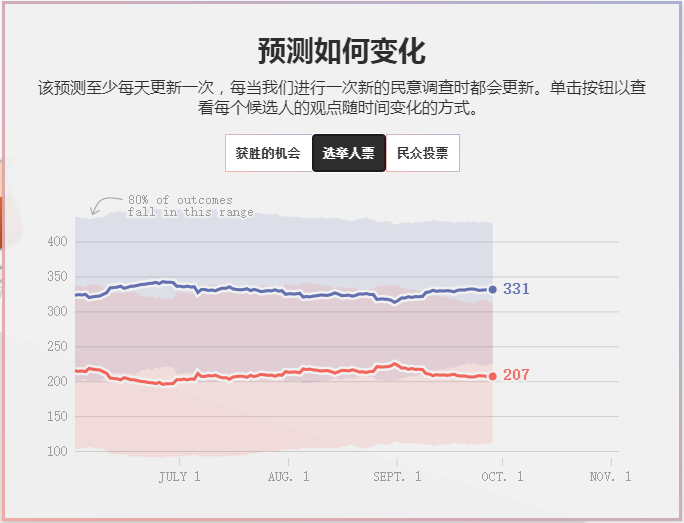 预测如何变化
该预测至少每天更新一次，每当我们进行一次新的民意调查时都会更新。单击按钮以查
看每个候选人的观点随时间变化的方式。
获胜的机会 选举人票 民众投票
80% of outcomes
fall in this range
400
350
331
300
250
207
200
150
100
JULY 1 AUG. 1 SEPT. 1 OCT. 1 NOV. 1